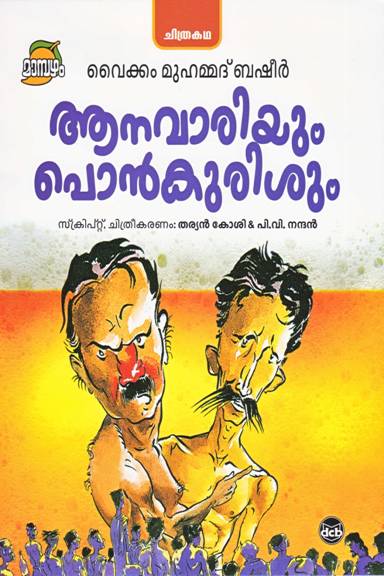 ചിത്രകഥ
മാമ്പഴം
വൈക്കം മുഹമ്മദ് ബഷീർ
ആനവാരിയും
പൊൻകുരിശും
സ്ക്രിപ്റ്റ്, ചിത്രീകരണം: തര്യൻ കോശി & പി.വി. നന്ദൻ
dcb